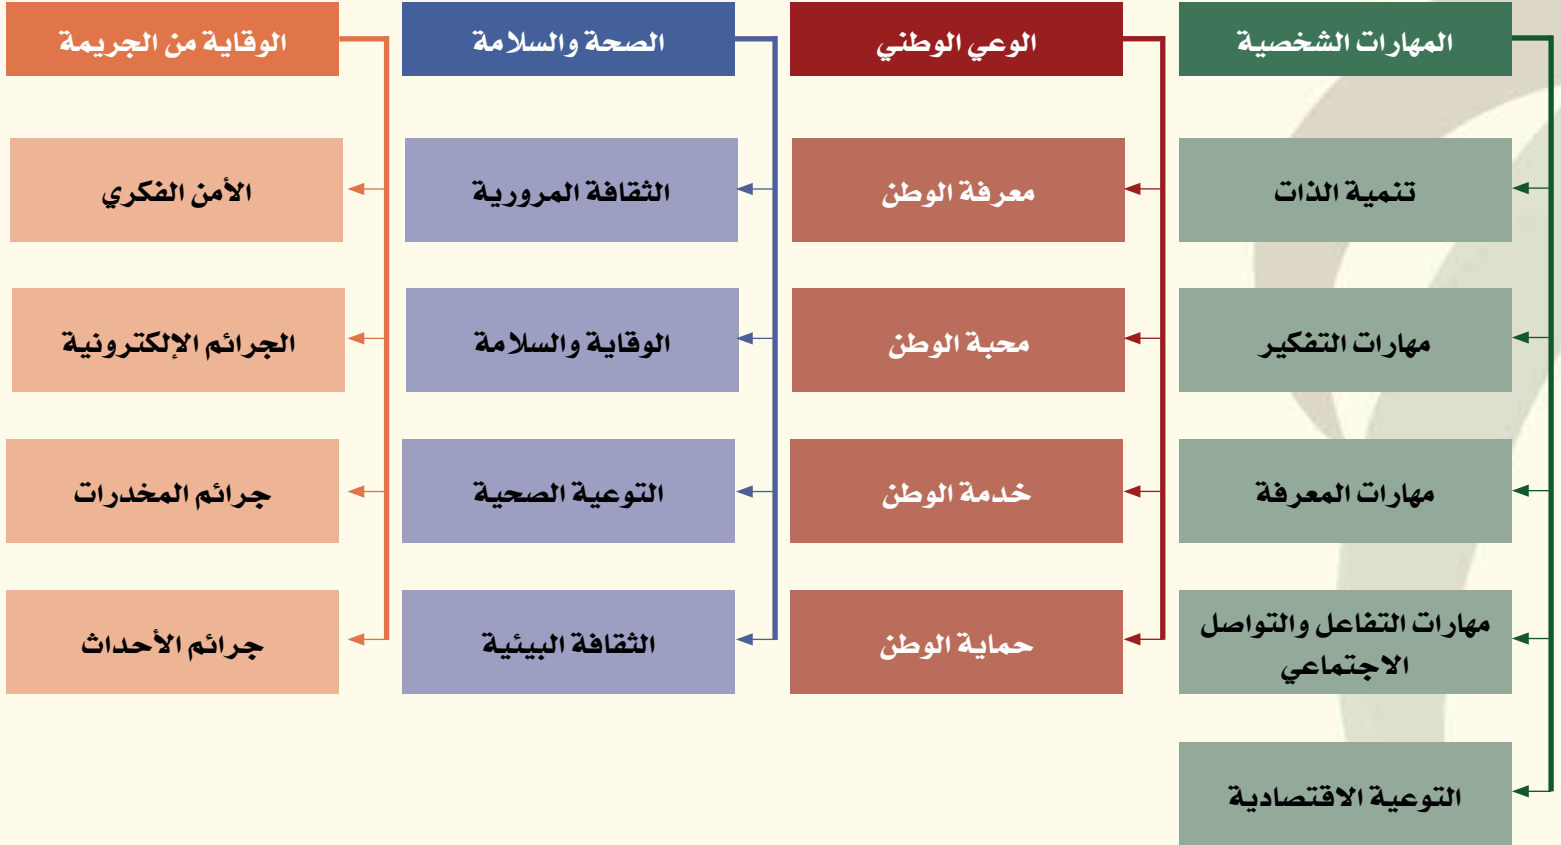 المهارات الشخصية
تنمية الذات
مهارات التفكير
مهارات المعرفة
مهارات التفاعل والتواصل
الاجتماعي
التوعية الاقتصادية
الوعي الوطني
معرفة الوطن
محبة الوطن
خدمة الوطن
حماية الوطن
الصحة والسلامة
الثقافة المرورية
الوقاية والسلامة
التوعية الصحية
الثقافة البيئية
الوقاية من الجريمة
الأمن الفكري
الجرائم الإلكترونية
جرائم المخدرات
جرائم الأحداث